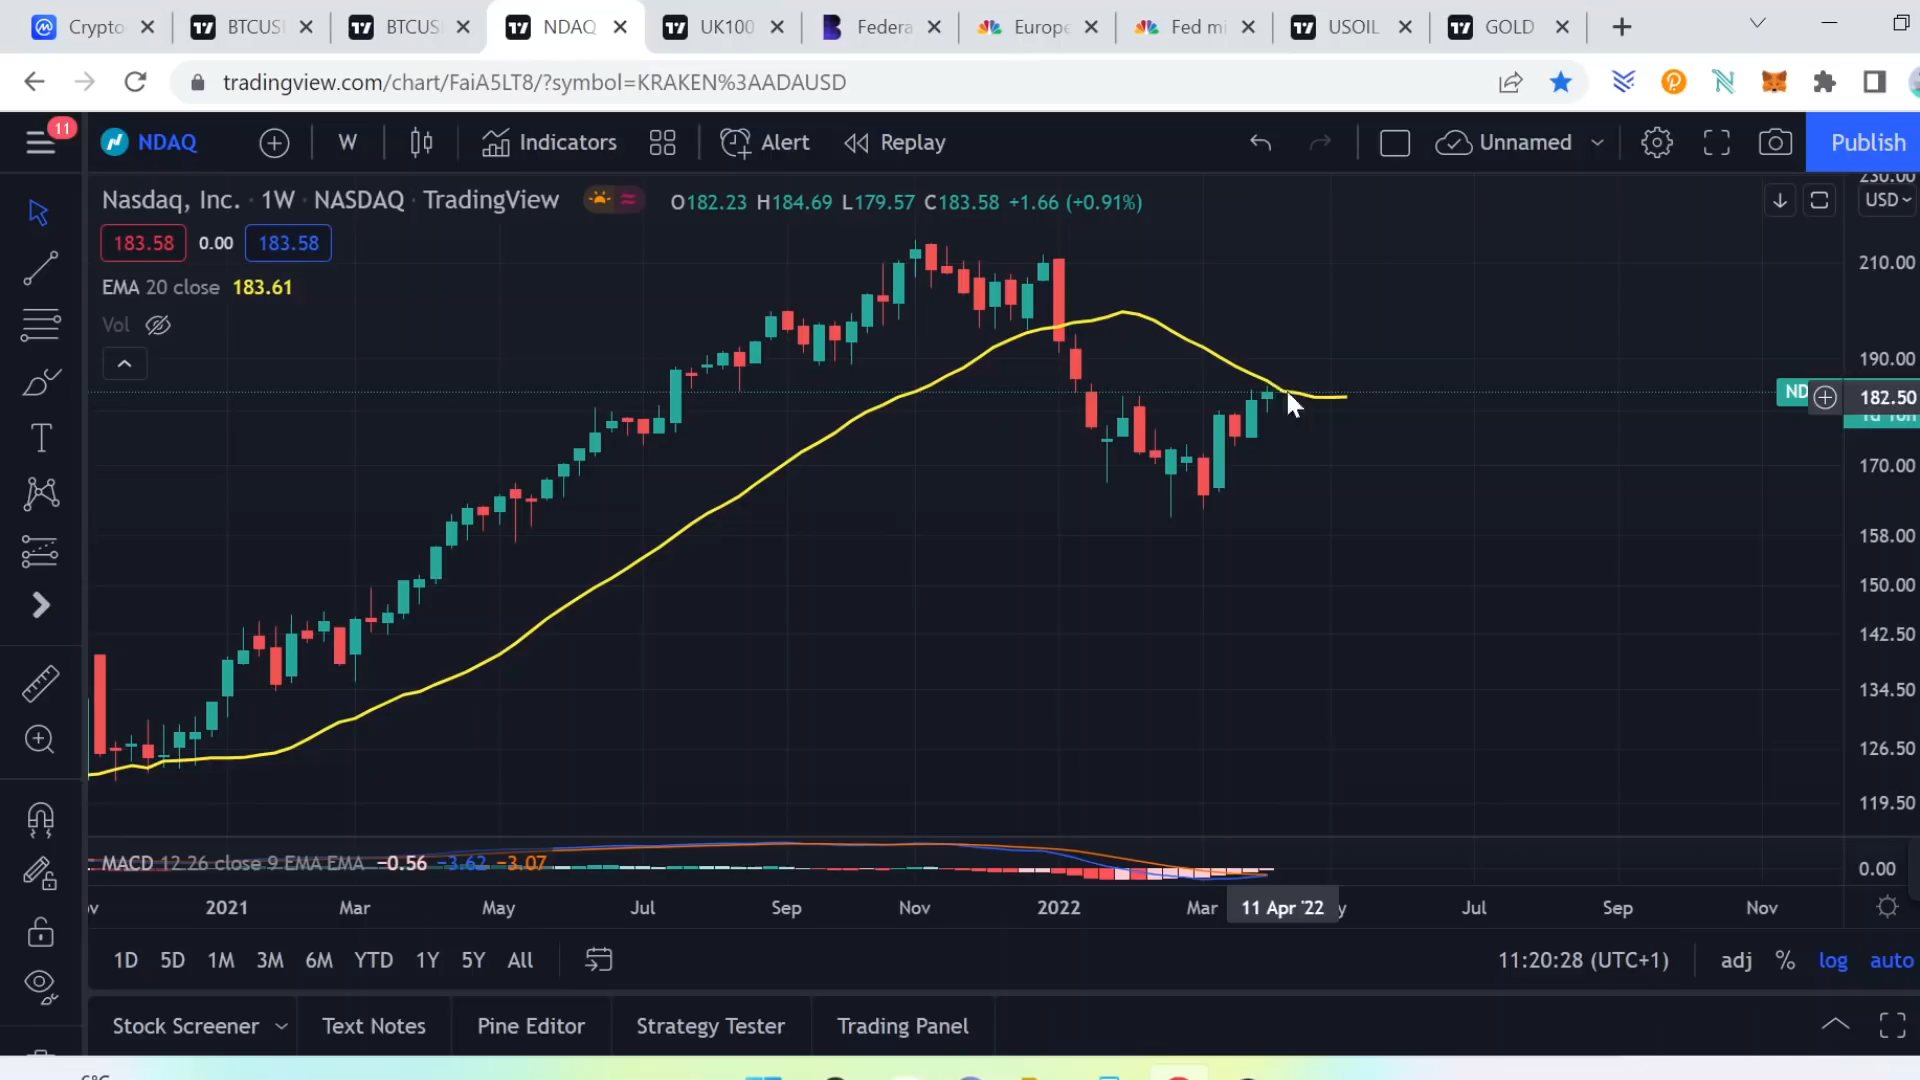 Crypto
BTCUS
BTCUS
NDAQ
UK100
Federa
Europe
Fed mi
USOIL
GOLD
tradingview.com/chart/FaiA5LT8/?symbol=KRAKEN%3AADAUSD
11
NDAQ
W
Indicators
Alert
Replay
Unnamed
Publish
Nasdaq, Inc. · 1W · NASDAQ · TradingView
O182.23 H184.69 L179.57 C183.58 +1.66 (+0.91%)
USD
183.58 0.00 183.58
EMA 20 close 183.61
Vol
230.00
210.00
190.00
ND
182.50
170.00
158.00
150.00
142.50
134.50
126.50
119.50
MACD 12 26 close 9 EMA EMA −0.56 −3.62 −3.07
0.00
2021 Mar May Jul Sep Nov 2022 Mar 11 Apr '22 y Jul Sep Nov
1D 5D 1M 3M 6M YTD 1Y 5Y All
11:20:28 (UTC+1)
adj % log auto
Stock Screener
Text Notes
Pine Editor
Strategy Tester
Trading Panel